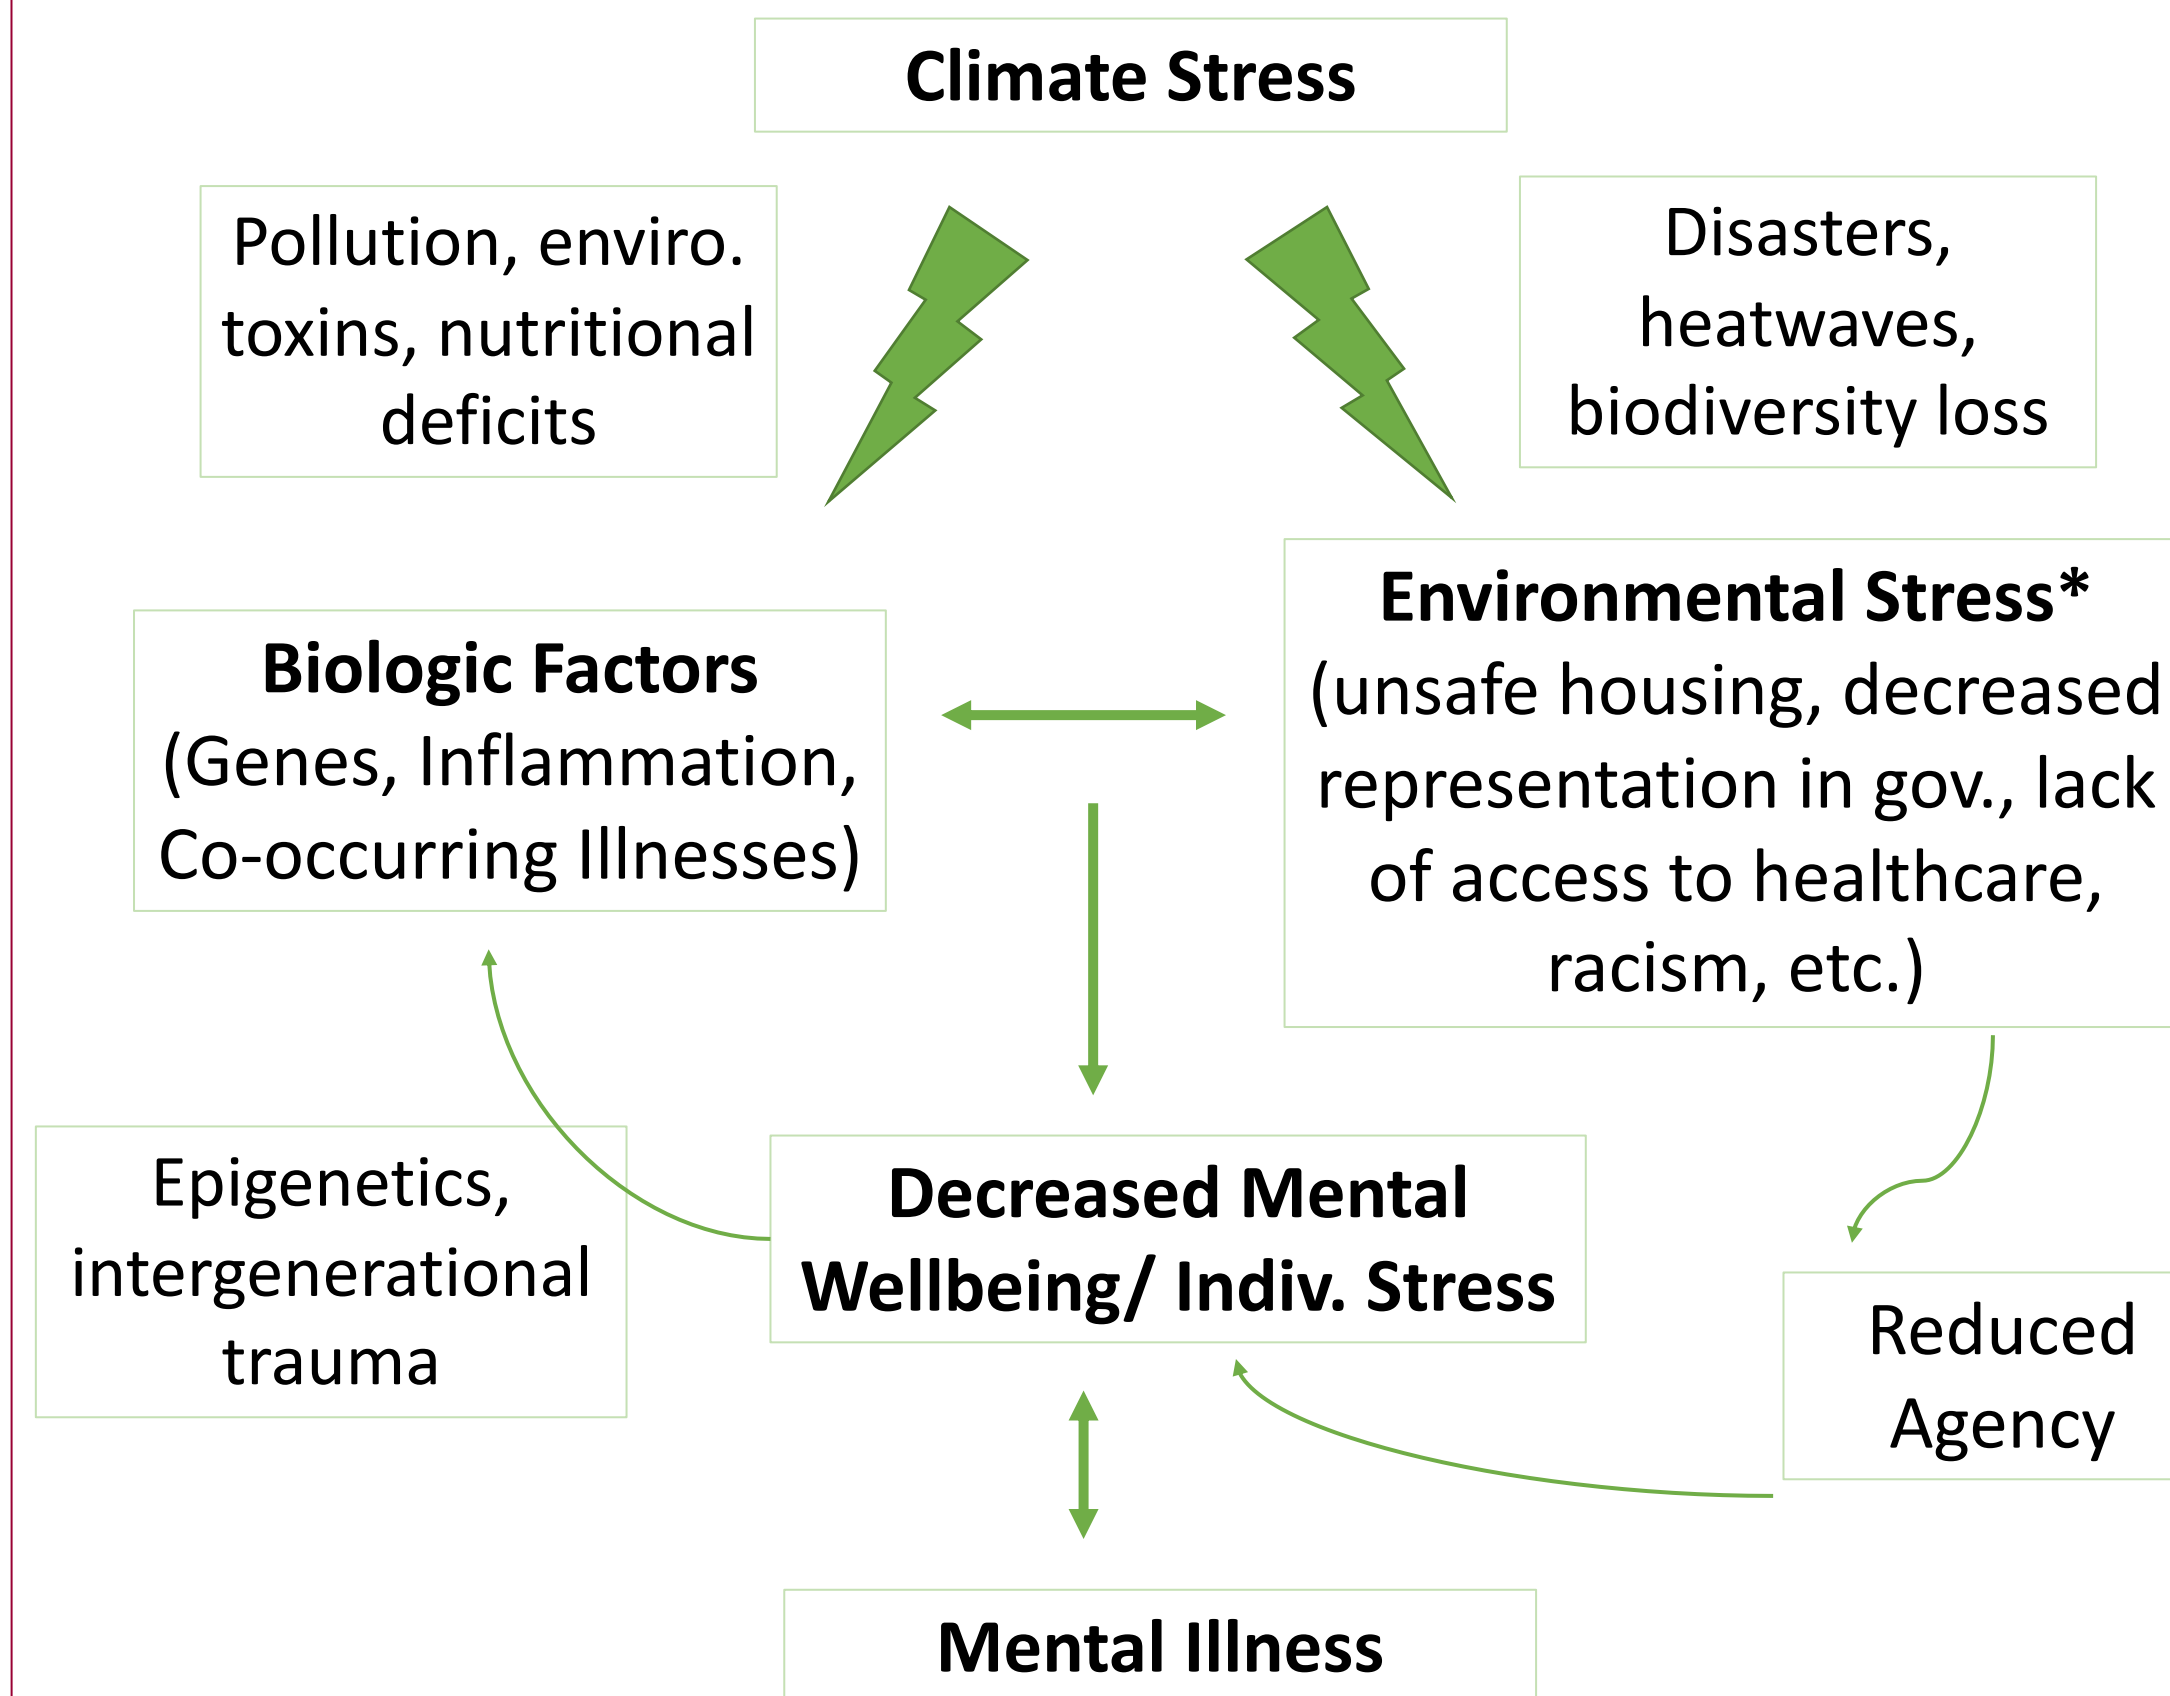 Climate Stress
Pollution, enviro.
toxins, nutritional
deficits
Disasters,
heatwaves,
biodiversity loss
Biologic Factors
(Genes, Inflammation,
Co-occurring Illnesses)
Environmental Stress*
(unsafe housing, decreased
representation in gov., lack
of access to healthcare,
racism, etc.)
Epigenetics,
intergenerational
trauma
Decreased Mental
Wellbeing/ Indiv. Stress
Reduced
Agency
Mental Illness